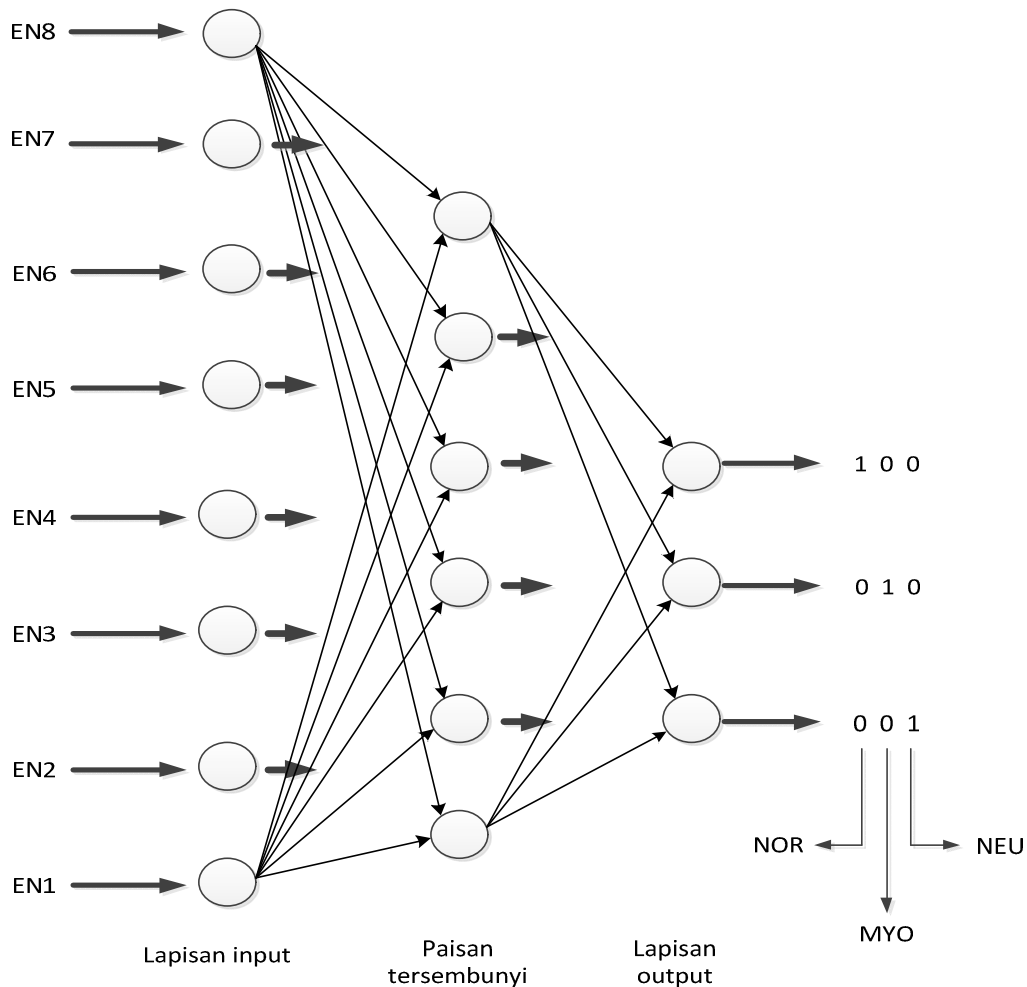 EN8
EN7
EN6
EN5
EN4
EN3
EN2
EN1
1 0 0
0 1 0
0 0 1
NOR
NEU
MYO
Lapisan input
Paisan
tersembunyi
Lapisan
output